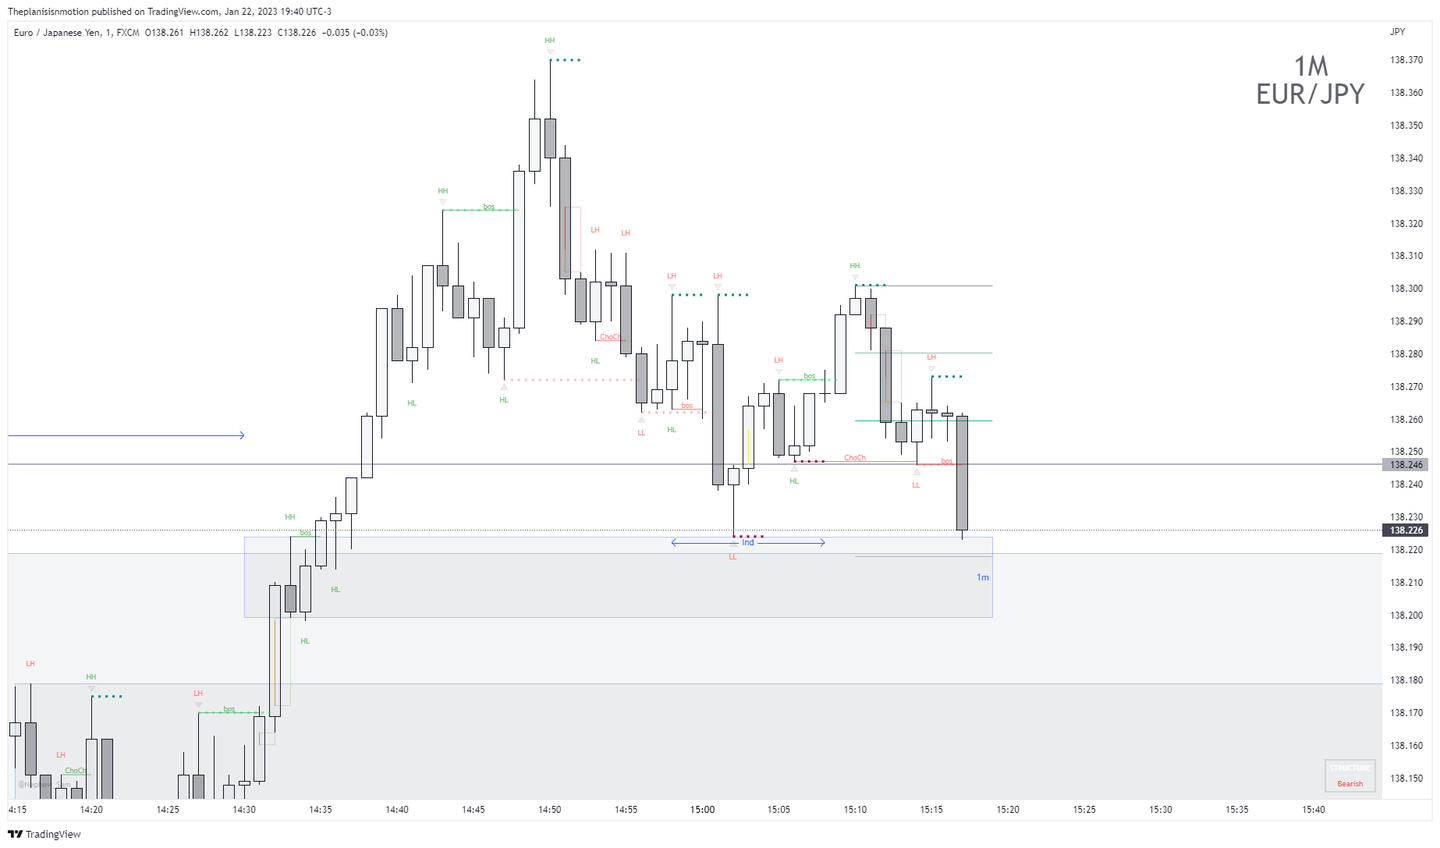 Theplanisinmotion published on TradingView.com, Jan 22, 2023 19:40 UTC-3
Euro / Japanese Yen, 1, FXCM O138.261 H138.262 L138.223 C138.226 −0.035 (−0.03%)
JPY
1M
EUR/JPY
138.370
138.360
138.350
138.340
138.330
138.320
138.310
138.300
138.290
138.280
138.270
138.260
138.250
138.246
138.240
138.230
138.226
138.220
138.210
138.200
138.190
138.180
138.170
138.160
138.150
HH
HH
bos
LH
LH
LH
LH
HH
ChoCh
HL
LH
LH
bos
HL
HL
bos
LL
HL
ChoCh
bos
HL
LL
HH
bos
Ind
LL
1m
HL
HL
LH
HH
LH
bos
LH
ChoCh
STRUCTURE
Bearish
4:15
14:20
14:25
14:30
14:35
14:40
14:45
14:50
14:55
15:00
15:05
15:10
15:15
15:20
15:25
15:30
15:35
15:40
TradingView